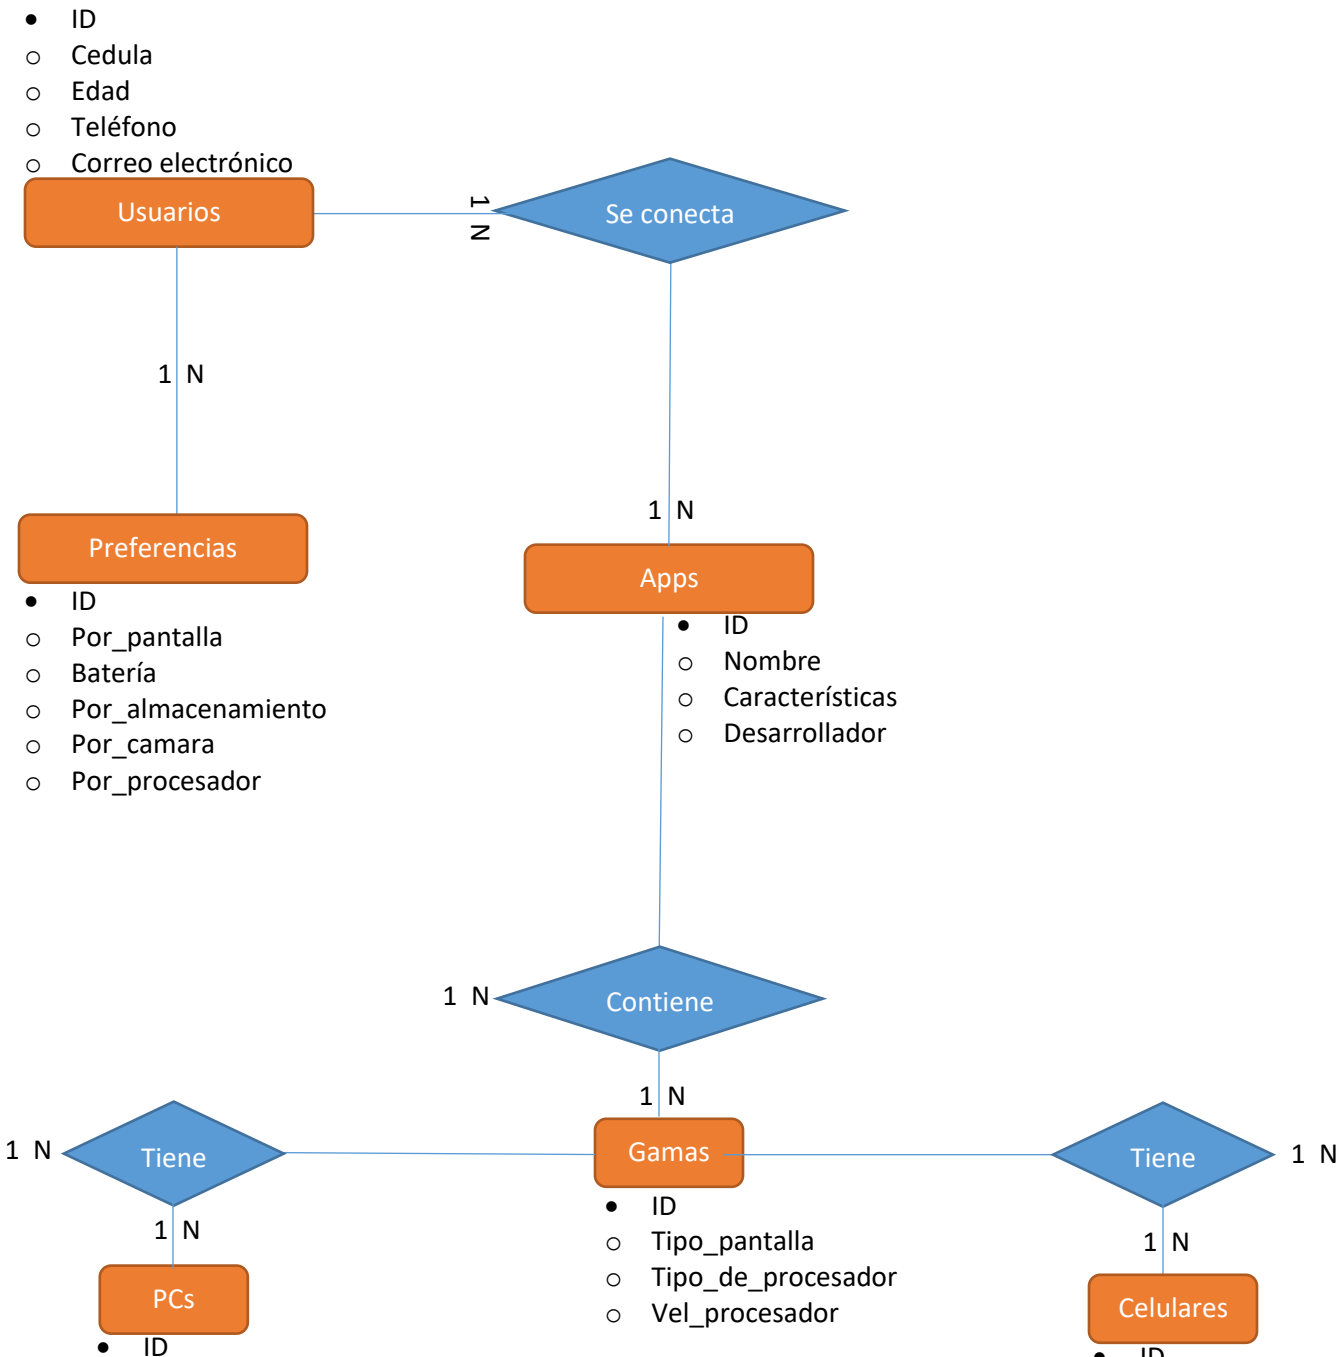 ID
Cedula
Edad
Teléfono
Correo electrónico
Usuarios
1 N
Se conecta
1 N
1 N
Preferencias
Apps
ID
Por_pantalla
Batería
Por_almacenamiento
Por_camara
Por_procesador
ID
Nombre
Características
Desarrollador
1 N
Contiene
1 N
1 N
Tiene
Gamas
Tiene
1 N
ID
Tipo_pantalla
Tipo_de_procesador
Vel_procesador
1 N
1 N
PCs
Celulares
ID
ID